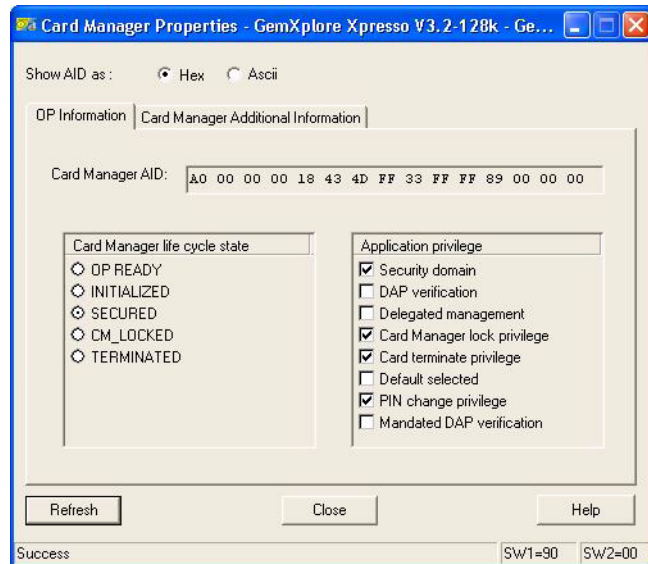 Card Manager Properties - GemXplore Xpresso V3.2-128k - Ge...
Show AID as : Hex Ascii
OP Information Card Manager Additional Information
Card Manager AID: A0 00 00 00 18 43 4D FF 33 FF FF 89 00 00 00
Card Manager life cycle state
OP READY
INITIALIZED
SECURED
CM_LOCKED
TERMINATED
Application privilege
Security domain
DAP verification
Delegated management
Card Manager lock privilege
Card terminate privilege
Default selected
PIN change privilege
Mandated DAP verification
Refresh Close Help
Success SW1=90 SW2=00